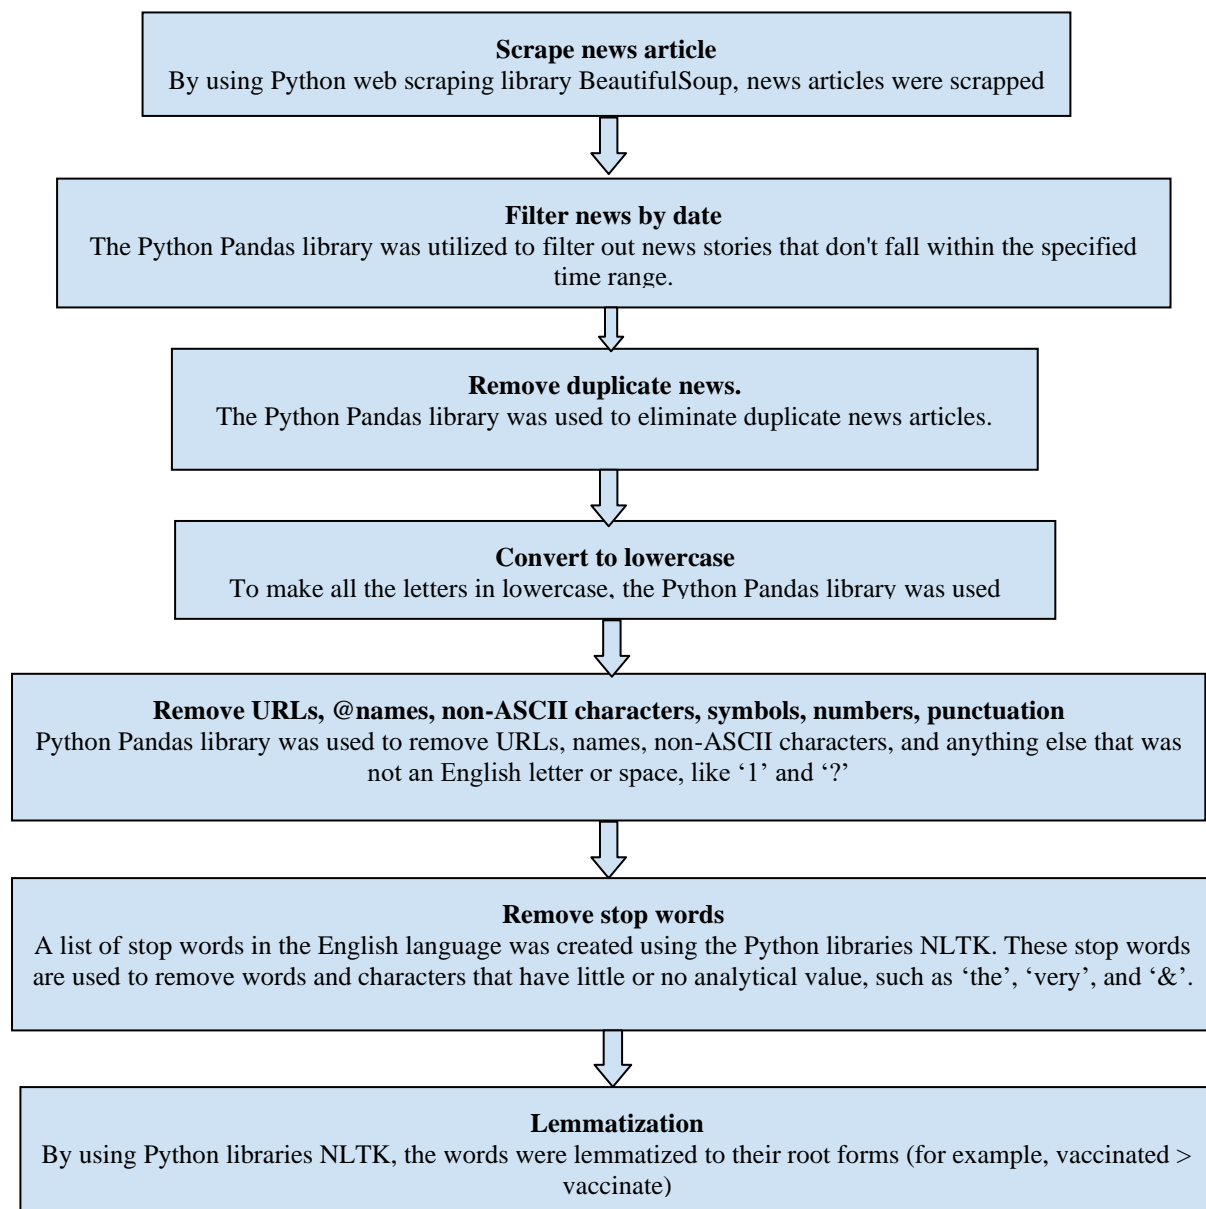 Scrape news article
By using Python web scraping library BeautifulSoup, news articles were scrapped
Filter news by date
The Python Pandas library was utilized to filter out news stories that don't fall within the specified
time range.
Remove duplicate news.
The Python Pandas library was used to eliminate duplicate news articles.
Convert to lowercase
To make all the letters in lowercase, the Python Pandas library was used
Remove URLs, @names, non-ASCII characters, symbols, numbers, punctuation
Python Pandas library was used to remove URLs, names, non-ASCII characters, and anything else that was
not an English letter or space, like ‘1’ and ‘?’
Remove stop words
A list of stop words in the English language was created using the Python libraries NLTK. These stop words
are used to remove words and characters that have little or no analytical value, such as ‘the’, ‘very’, and ‘&’.
Lemmatization
By using Python libraries NLTK, the words were lemmatized to their root forms (for example, vaccinated >
vaccinate)